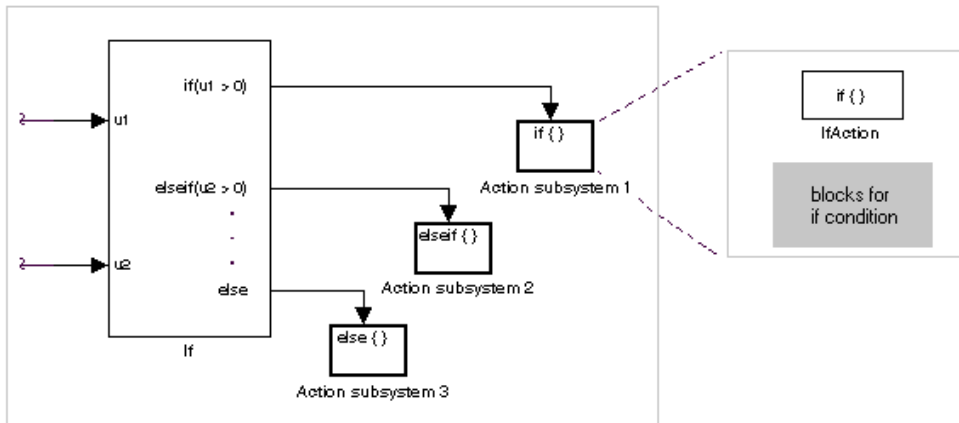 if(u1 > 0)
u1
elseif(u2 > 0)
u2
else
If
if { }
Action subsystem 1
elseif { }
Action subsystem 2
else { }
Action subsystem 3
if { }
IfAction
blocks for
if condition